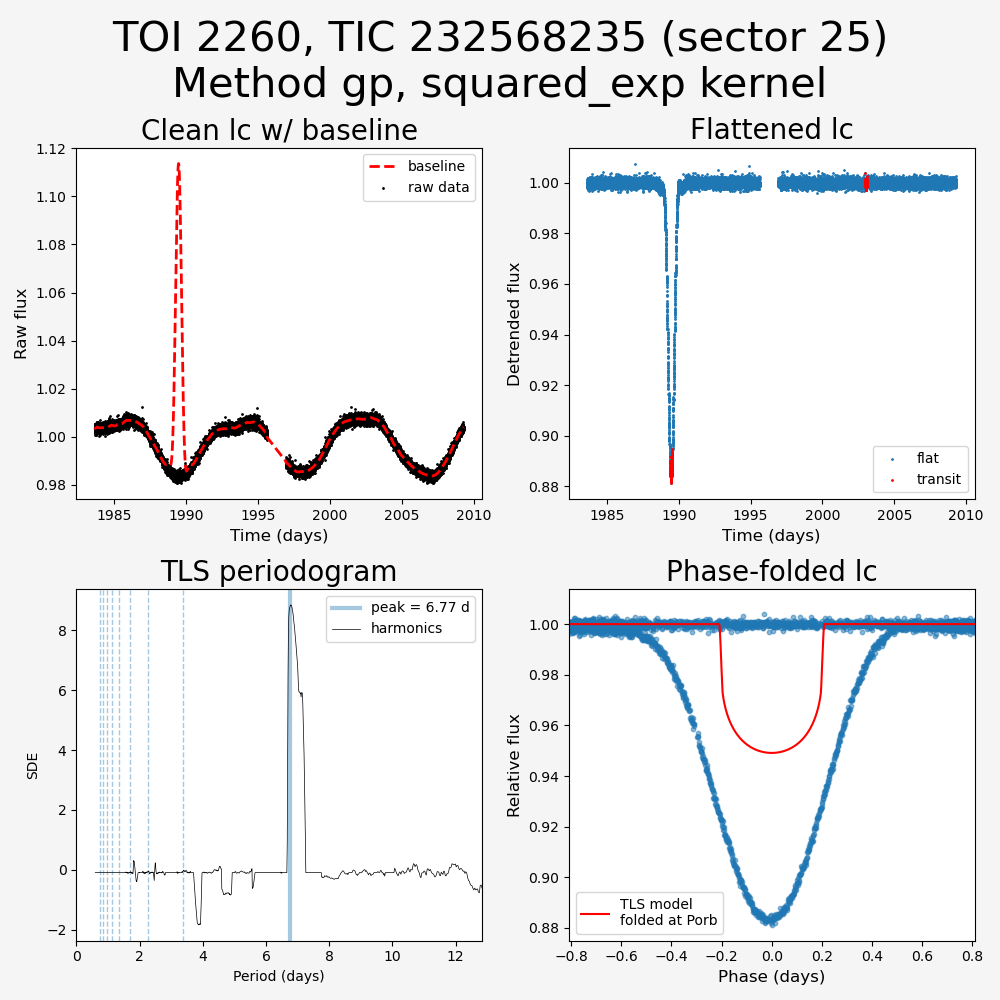 TOI 2260, TIC 232568235 (sector 25)
Method gp, squared_exp kernel
Clean lc w/ baseline
1.12
1.10
1.08
1.06
1.04
1.02
1.00
0.98
Raw flux
baseline
raw data
1985
1990
1995
2000
2005
2010
Time (days)
Flattened lc
1.00
0.98
0.96
0.94
0.92
0.90
0.88
Detrended flux
flat
transit
1985
1990
1995
2000
2005
2010
Time (days)
TLS periodogram
8
6
4
2
0
−2
SDE
peak = 6.77 d
harmonics
0
2
4
6
8
10
12
Period (days)
Phase-folded lc
1.00
0.98
0.96
0.94
0.92
0.90
0.88
Relative flux
TLS model
folded at Porb
−0.8
−0.6
−0.4
−0.2
0.0
0.2
0.4
0.6
0.8
Phase (days)